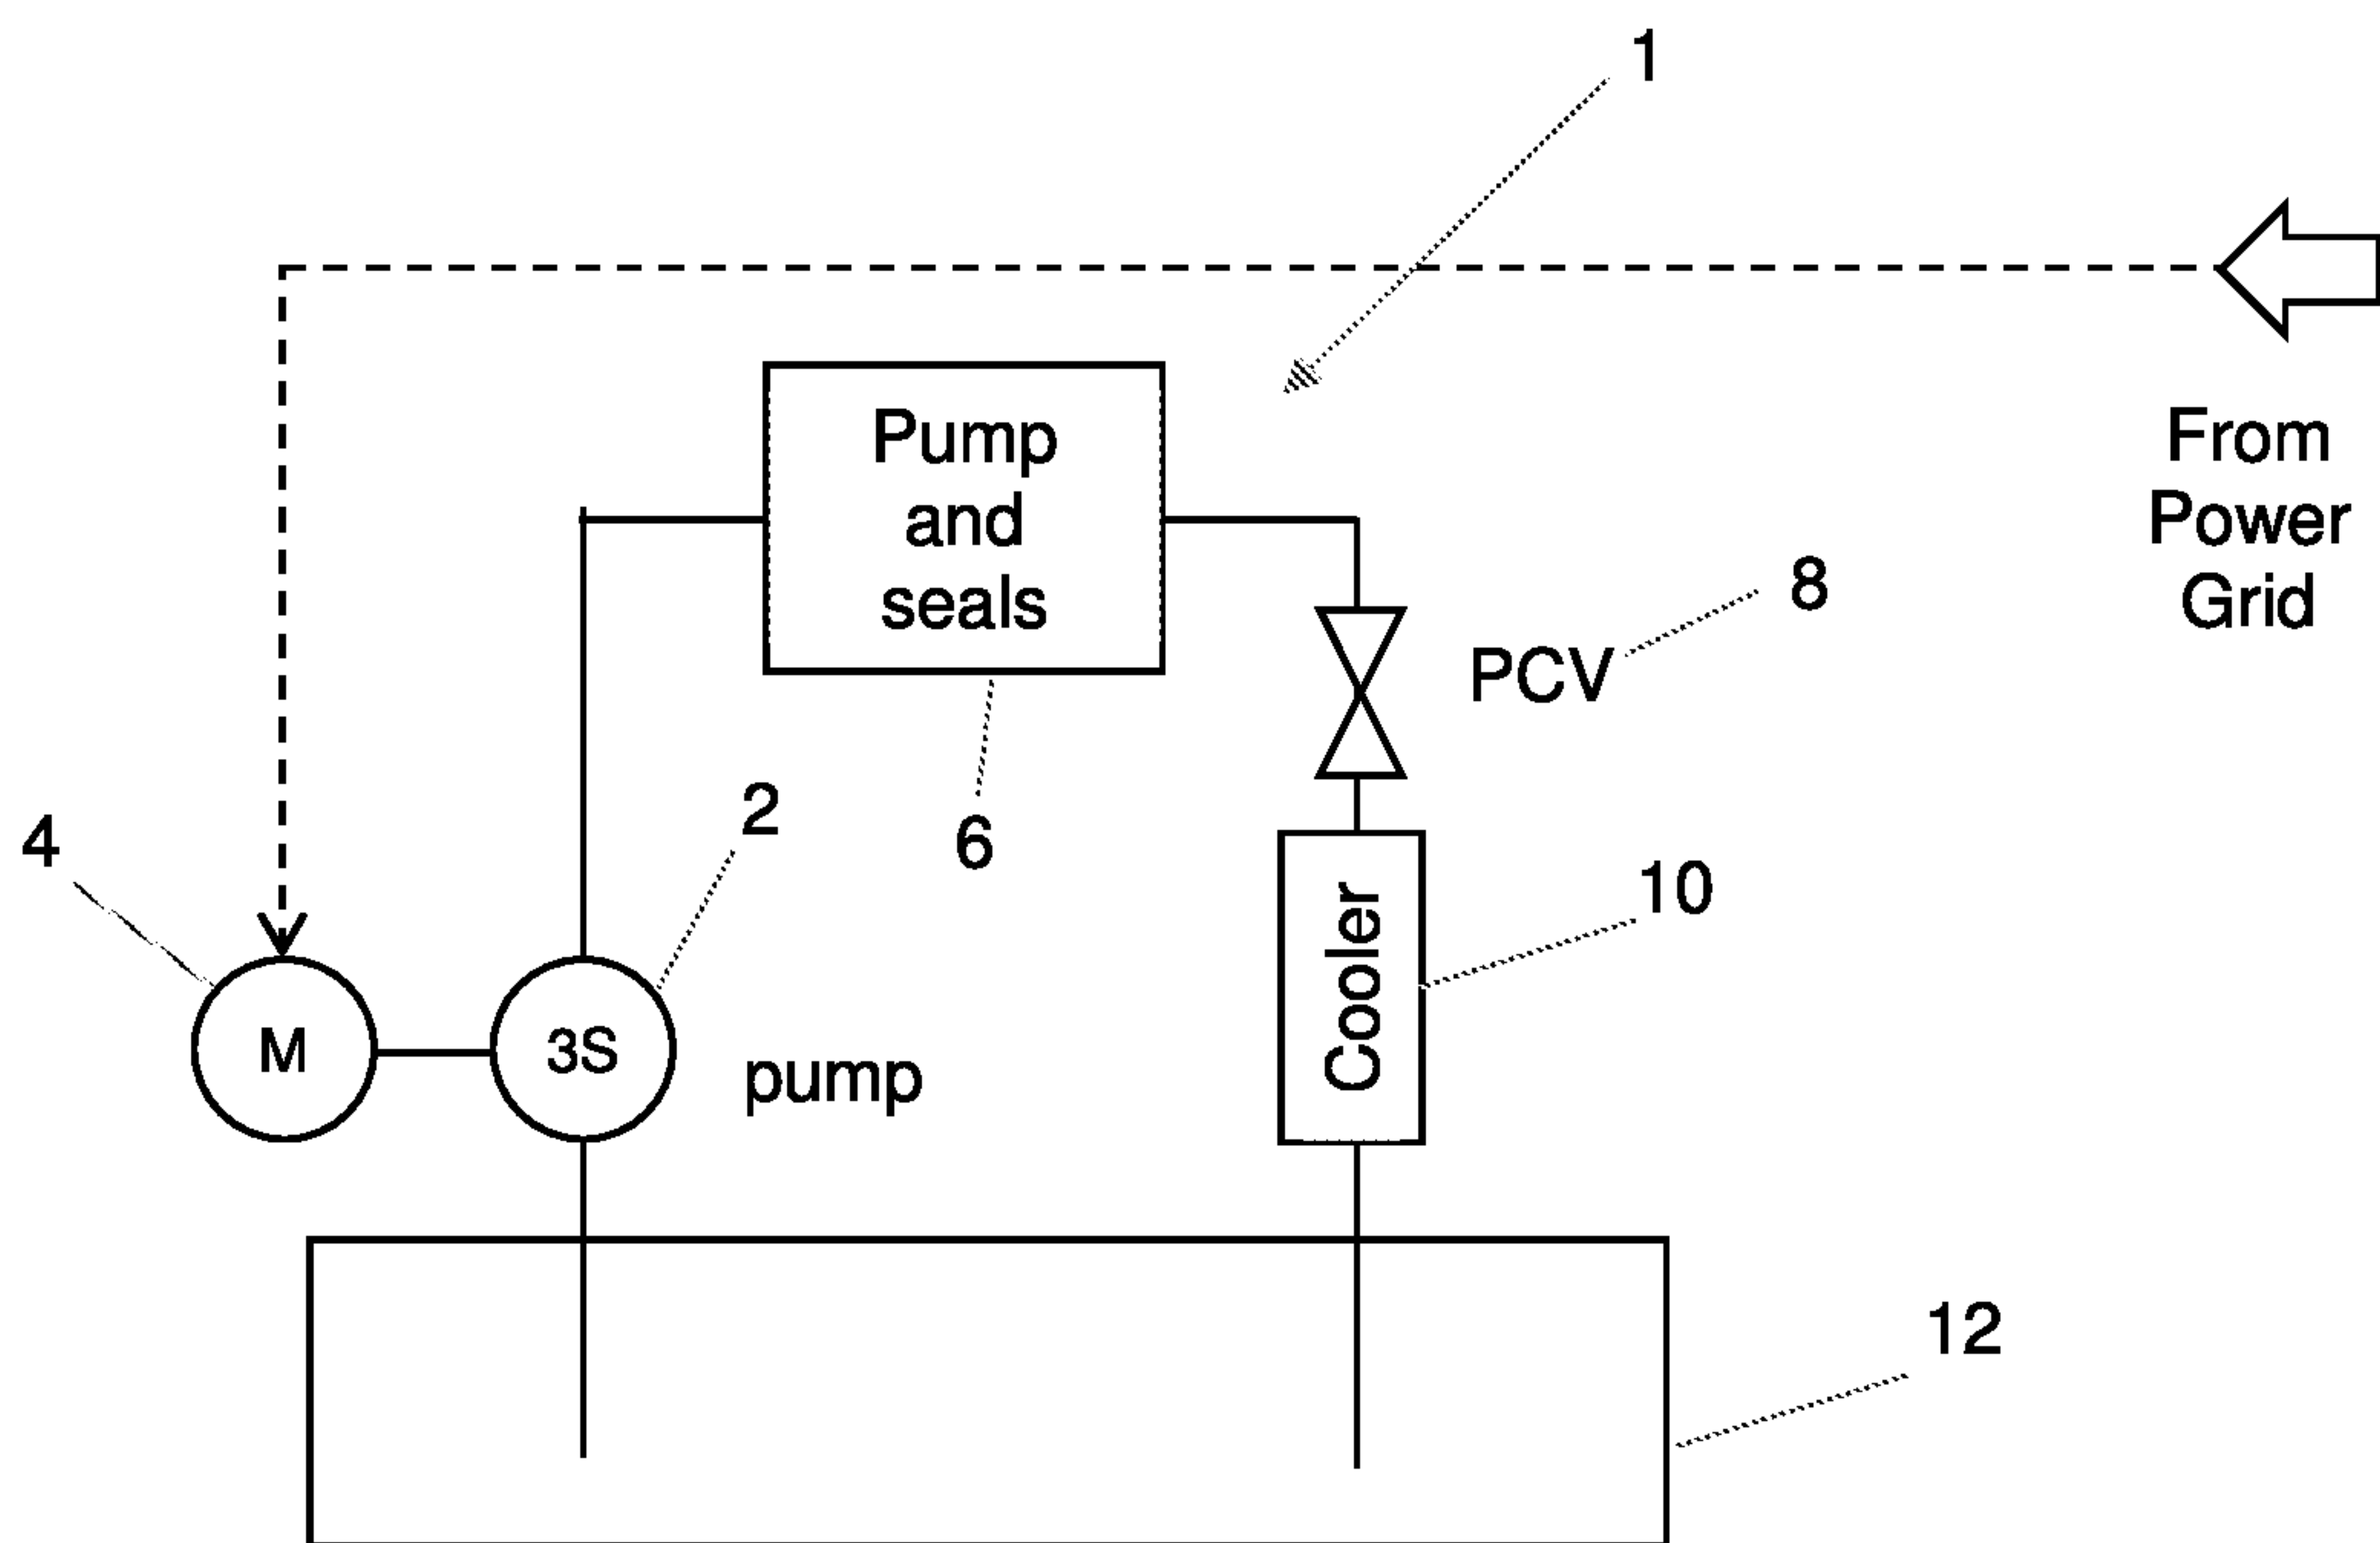 1
Pump
and
seals
From
Power
Grid
8
PCV
2
4
6
10
Cooler
M
3S
pump
12